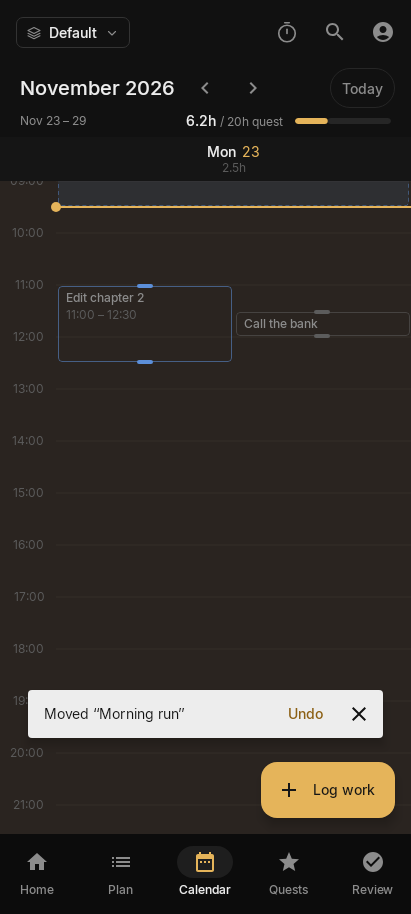 Default
November 2026
Today
Nov 23 – 29
6.2h / 20h quest
Mon 23
2.5h
09:00
10:00
11:00
Edit chapter 2
11:00 – 12:30
Call the bank
12:00
13:00
14:00
15:00
16:00
17:00
18:00
19:
Moved “Morning run”
Undo
20:00
Log work
21:00
Home
Plan
Calendar
Quests
Review